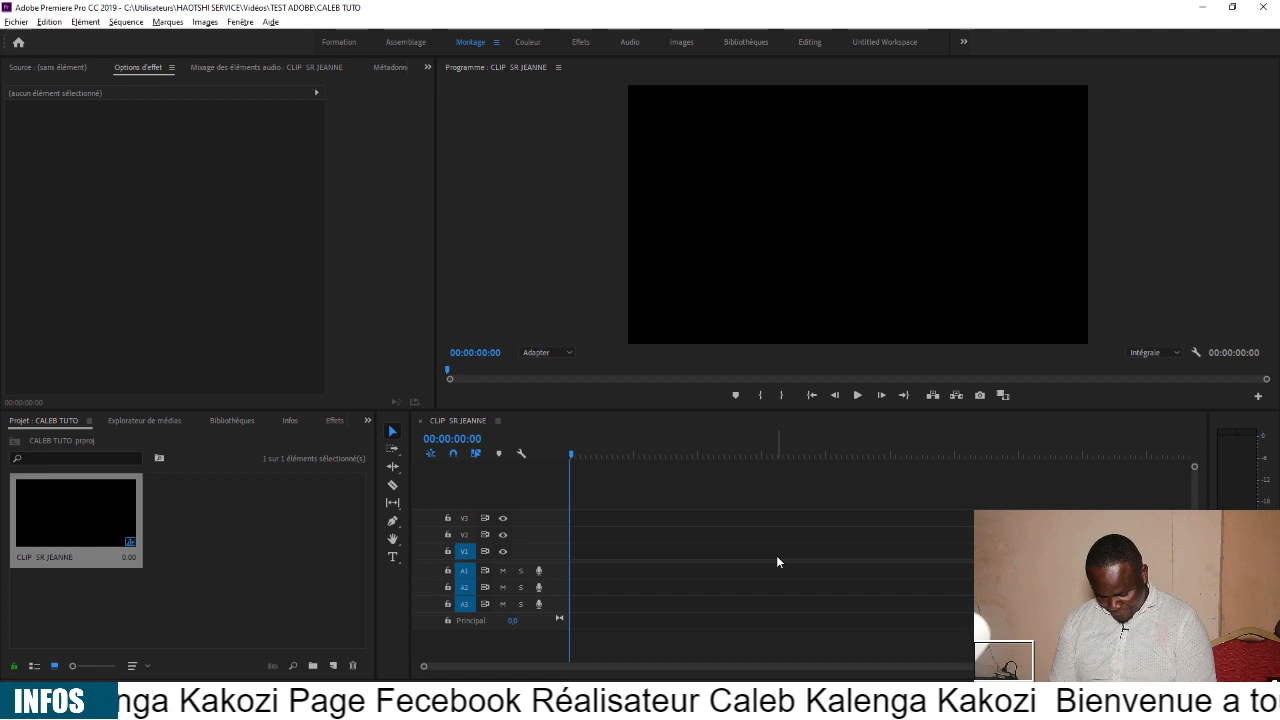 Adobe Premiere Pro CC 2019 - C:\Utilisateurs\HAOTSHI SERVICE\Vidéos\TEST ADOBE\CALEB TUTO
Fichier Edition Elément Séquence Marques Images Fenêtre Aide
Formation Assemblage Montage Couleur Effets Audio Images Bibliothèques Editing Untitled Workspace
Source : (sans élément) Options d'effet Mixage des éléments audio : CLIP SR JEANNE Métadonn
Programme : CLIP SR JEANNE
(aucun élément sélectionné)
00:00:00:00 Adapter Intégrale 00:00:00:00
00:00:00:00
Projet : CALEB TUTO Explorateur de médias Bibliothèques Infos Effets
CLIP SR JEANNE
CALEB TUTO .prproj
00:00:00:00
1 sur 1 éléments sélectionné(s)
CLIP SR JEANNE 0:00
V3
V2
V1
A1 M S
A2 M S
A3 M S
Principal 0,0
0
-6
-12
-18
INFOS
nga Kakozi Page Fecebook Réalisateur Caleb Kalenga Kakozi Bienvenue a to